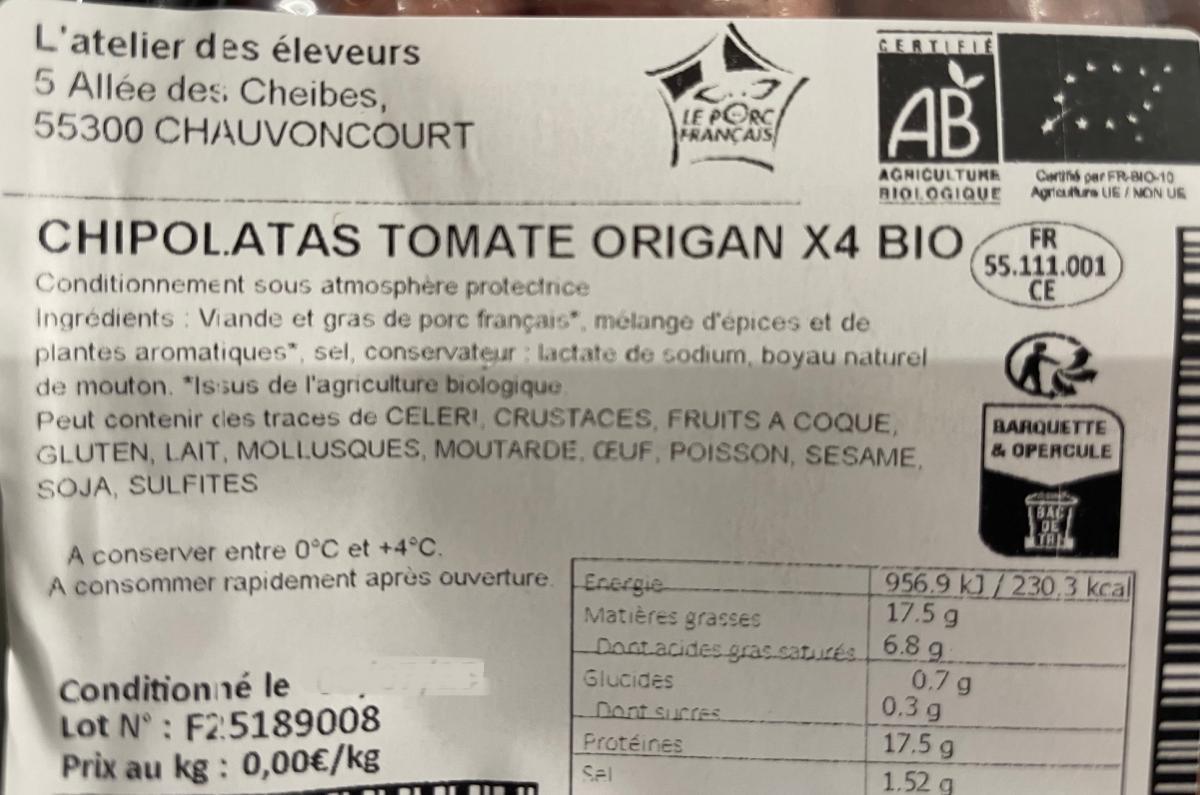 L'atelier des éleveurs
5 Allée des Cheibes,
55300 CHAUVONCOURT
LE PORC
FRANÇAIS
CERTIFIÉ
AB
AGRICULTURE
BIOLOGIQUE
Certifié par FR-BIO-10
Agriculture UE / NON UE
CHIPOLATAS TOMATE ORIGAN X4 BIO
FR
55.111.001
CE
Conditionnement sous atmosphère protectrice
Ingrédients : Viande et gras de porc français*, mélange d'épices et de
plantes aromatiques*, sel, conservateur : lactate de sodium, boyau naturel
de mouton. *Issus de l'agriculture biologique
Peut contenir des traces de CELERI, CRUSTACES, FRUITS A COQUE,
GLUTEN, LAIT, MOLLUSQUES, MOUTARDE, ŒUF, POISSON, SESAME,
SOJA, SULFITES
BARQUETTE
& OPERCULE
BAC
DE
TRI
A conserver entre 0°C et +4°C.
A consommer rapidement après ouverture.
Energie 956.9 kJ / 230.3 kcal
Matières grasses 17.5 g
Dont acides gras saturés 6.8 g
Glucides 0.7 g
Dont sucres 0.3 g
Protéines 17.5 g
Sel 1.52 g
Conditionné le
Lot N° : F25189008
Prix au kg : 0,00€/kg